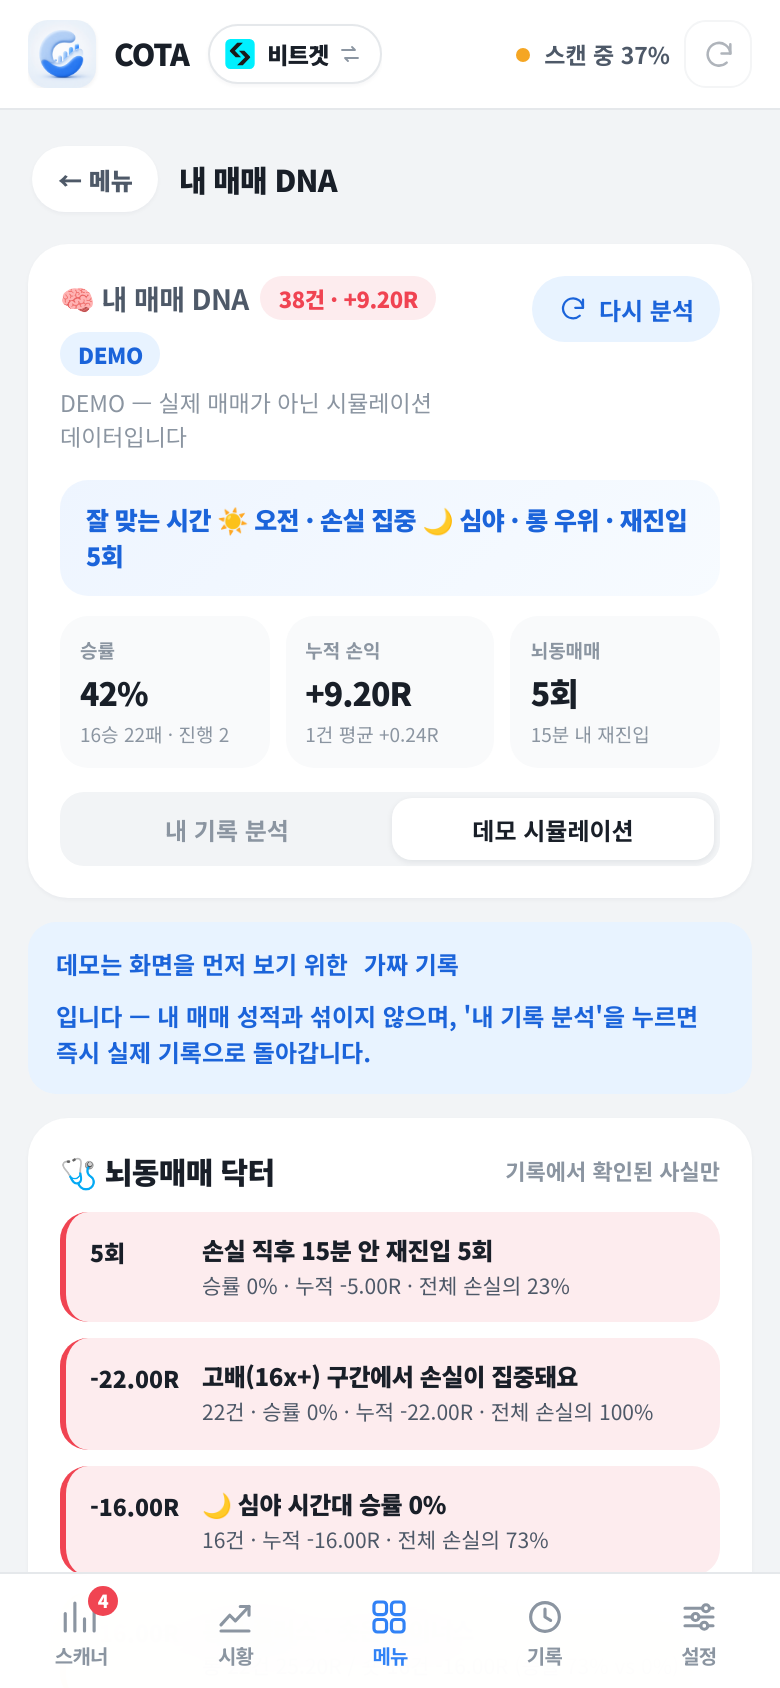 COTA 비트겟 스캔 중 37%
← 메뉴 내 매매 DNA
내 매매 DNA 38건 · +9.20R 다시 분석
DEMO
DEMO — 실제 매매가 아닌 시뮬레이션
데이터입니다
잘 맞는 시간 ☀️ 오전 · 손실 집중 🌙 심야 · 롱 우위 · 재진입
5회
승률 누적 손익 뇌동매매
42% +9.20R 5회
16승 22패 · 진행 2 1건 평균 +0.24R 15분 내 재진입
내 기록 분석 데모 시뮬레이션
데모는 화면을 먼저 보기 위한 가짜 기록
입니다 — 내 매매 성적과 섞이지 않으며, '내 기록 분석'을 누르면
즉시 실제 기록으로 돌아갑니다.
뇌동매매 닥터 기록에서 확인된 사실만
5회 손실 직후 15분 안 재진입 5회
승률 0% · 누적 -5.00R · 전체 손실의 23%
-22.00R 고배(16x+) 구간에서 손실이 집중돼요
22건 · 승률 0% · 누적 -22.00R · 전체 손실의 100%
-16.00R 🌙 심야 시간대 승률 0%
16건 · 누적 -16.00R · 전체 손실의 73%
4
스캐너 시황 메뉴 기록 설정